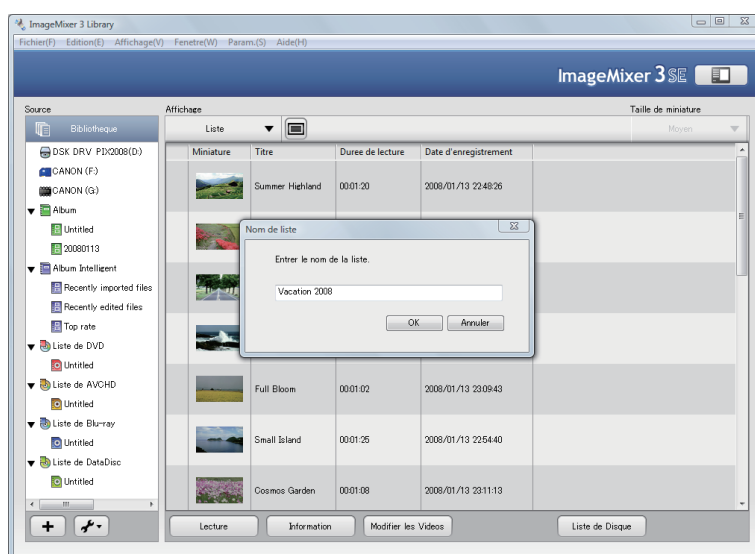 ImageMixer 3 Library
Fichier(F) Edition(E) Affichage(V) Fenetre(W) Param.(S) Aide(H)
ImageMixer 3 SE
Source
Affichage
Taille de miniature
Bibliotheque
Liste
Moyen
Miniature Titre Duree de lecture Date d'enregistrement
DSK DRV PIX2008(D:)
CANON (F:)
CANON (G:)
Album
Untitled
20080113
Album Intelligent
Recently imported files
Recently edited files
Top rate
Liste de DVD
Untitled
Liste de AVCHD
Untitled
Liste de Blu-ray
Untitled
Liste de DataDisc
Untitled
Summer Highland 00:01:20 2008/01/13 22:48:26
Nom de liste
Entrer le nom de la liste.
Vacation 2008
OK Annuler
Full Bloom 00:01:02 2008/01/13 23:09:43
Small Island 00:01:25 2008/01/13 22:54:40
Cosmos Garden 00:01:08 2008/01/13 23:11:13
Lecture Information Modifier les Videos Liste de Disque